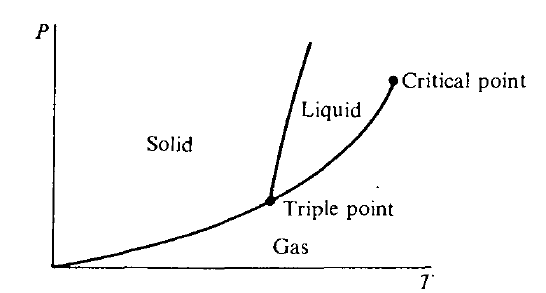 P
Critical point
Liquid
Solid
Triple point
Gas
T